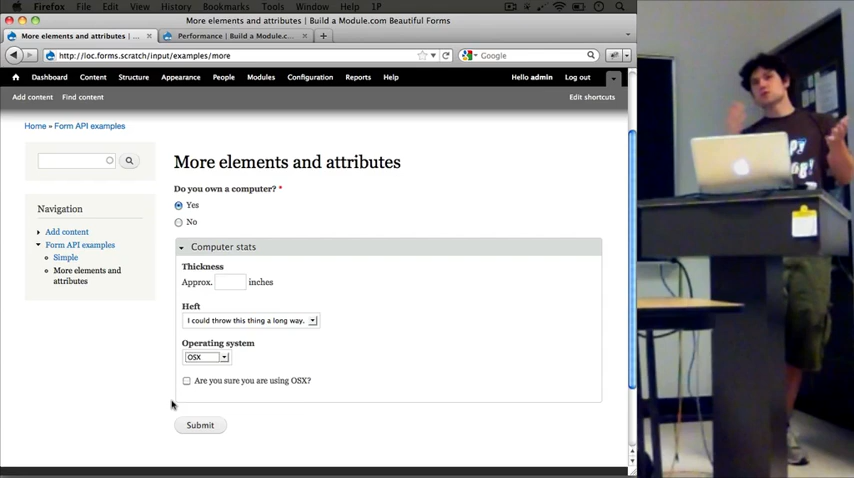 Firefox File Edit View History Bookmarks Tools Window Help 1P
More elements and attributes | Build a Module.com Beautiful Forms
More elements and attributes | ... Performance | Build a Module.com B...
http://loc.forms.scratch/input/examples/more
Google
Dashboard Content Structure Appearance People Modules Configuration Reports Help Hello admin Log out
Add content Find content Edit shortcuts
Home » Form API examples
More elements and attributes
Do you own a computer? *
Yes
No
Navigation
Add content
Form API examples
Simple
More elements and attributes
Computer stats
Thickness
Approx. inches
Heft
I could throw this thing a long way.
Operating system
OSX
Are you sure you are using OSX?
Submit